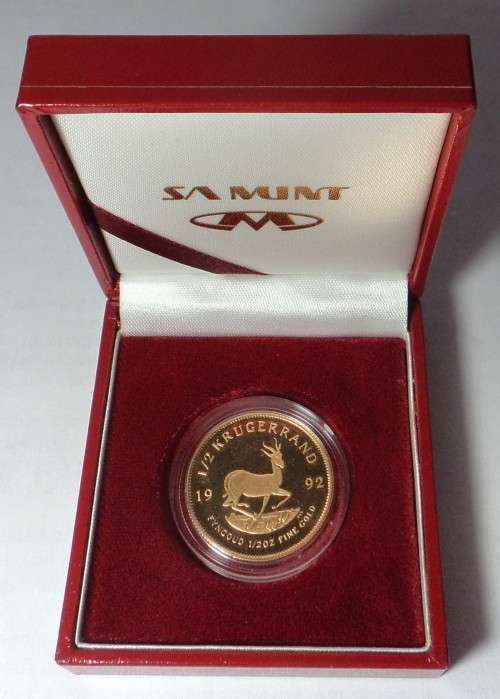 SA MINT
1/2 KRUGERRAND
19 92
FYNGOUD 1/2OZ FINE GOLD